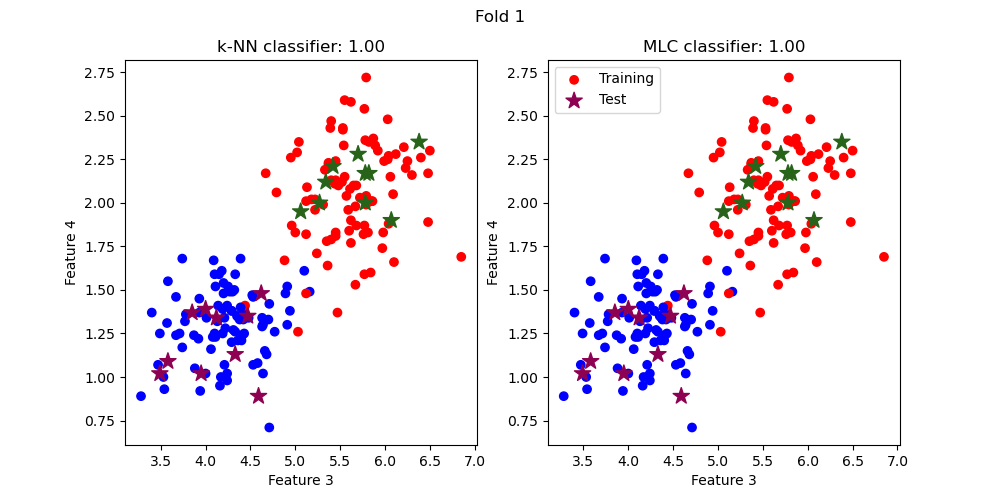 Fold 1
k-NN classifier: 1.00
2.75
2.50
2.25
2.00
1.75
1.50
1.25
1.00
0.75
Feature 4
3.5 4.0 4.5 5.0 5.5 6.0 6.5 7.0
Feature 3
MLC classifier: 1.00
Training
Test
2.75
2.50
2.25
2.00
1.75
1.50
1.25
1.00
0.75
Feature 4
3.5 4.0 4.5 5.0 5.5 6.0 6.5 7.0
Feature 3